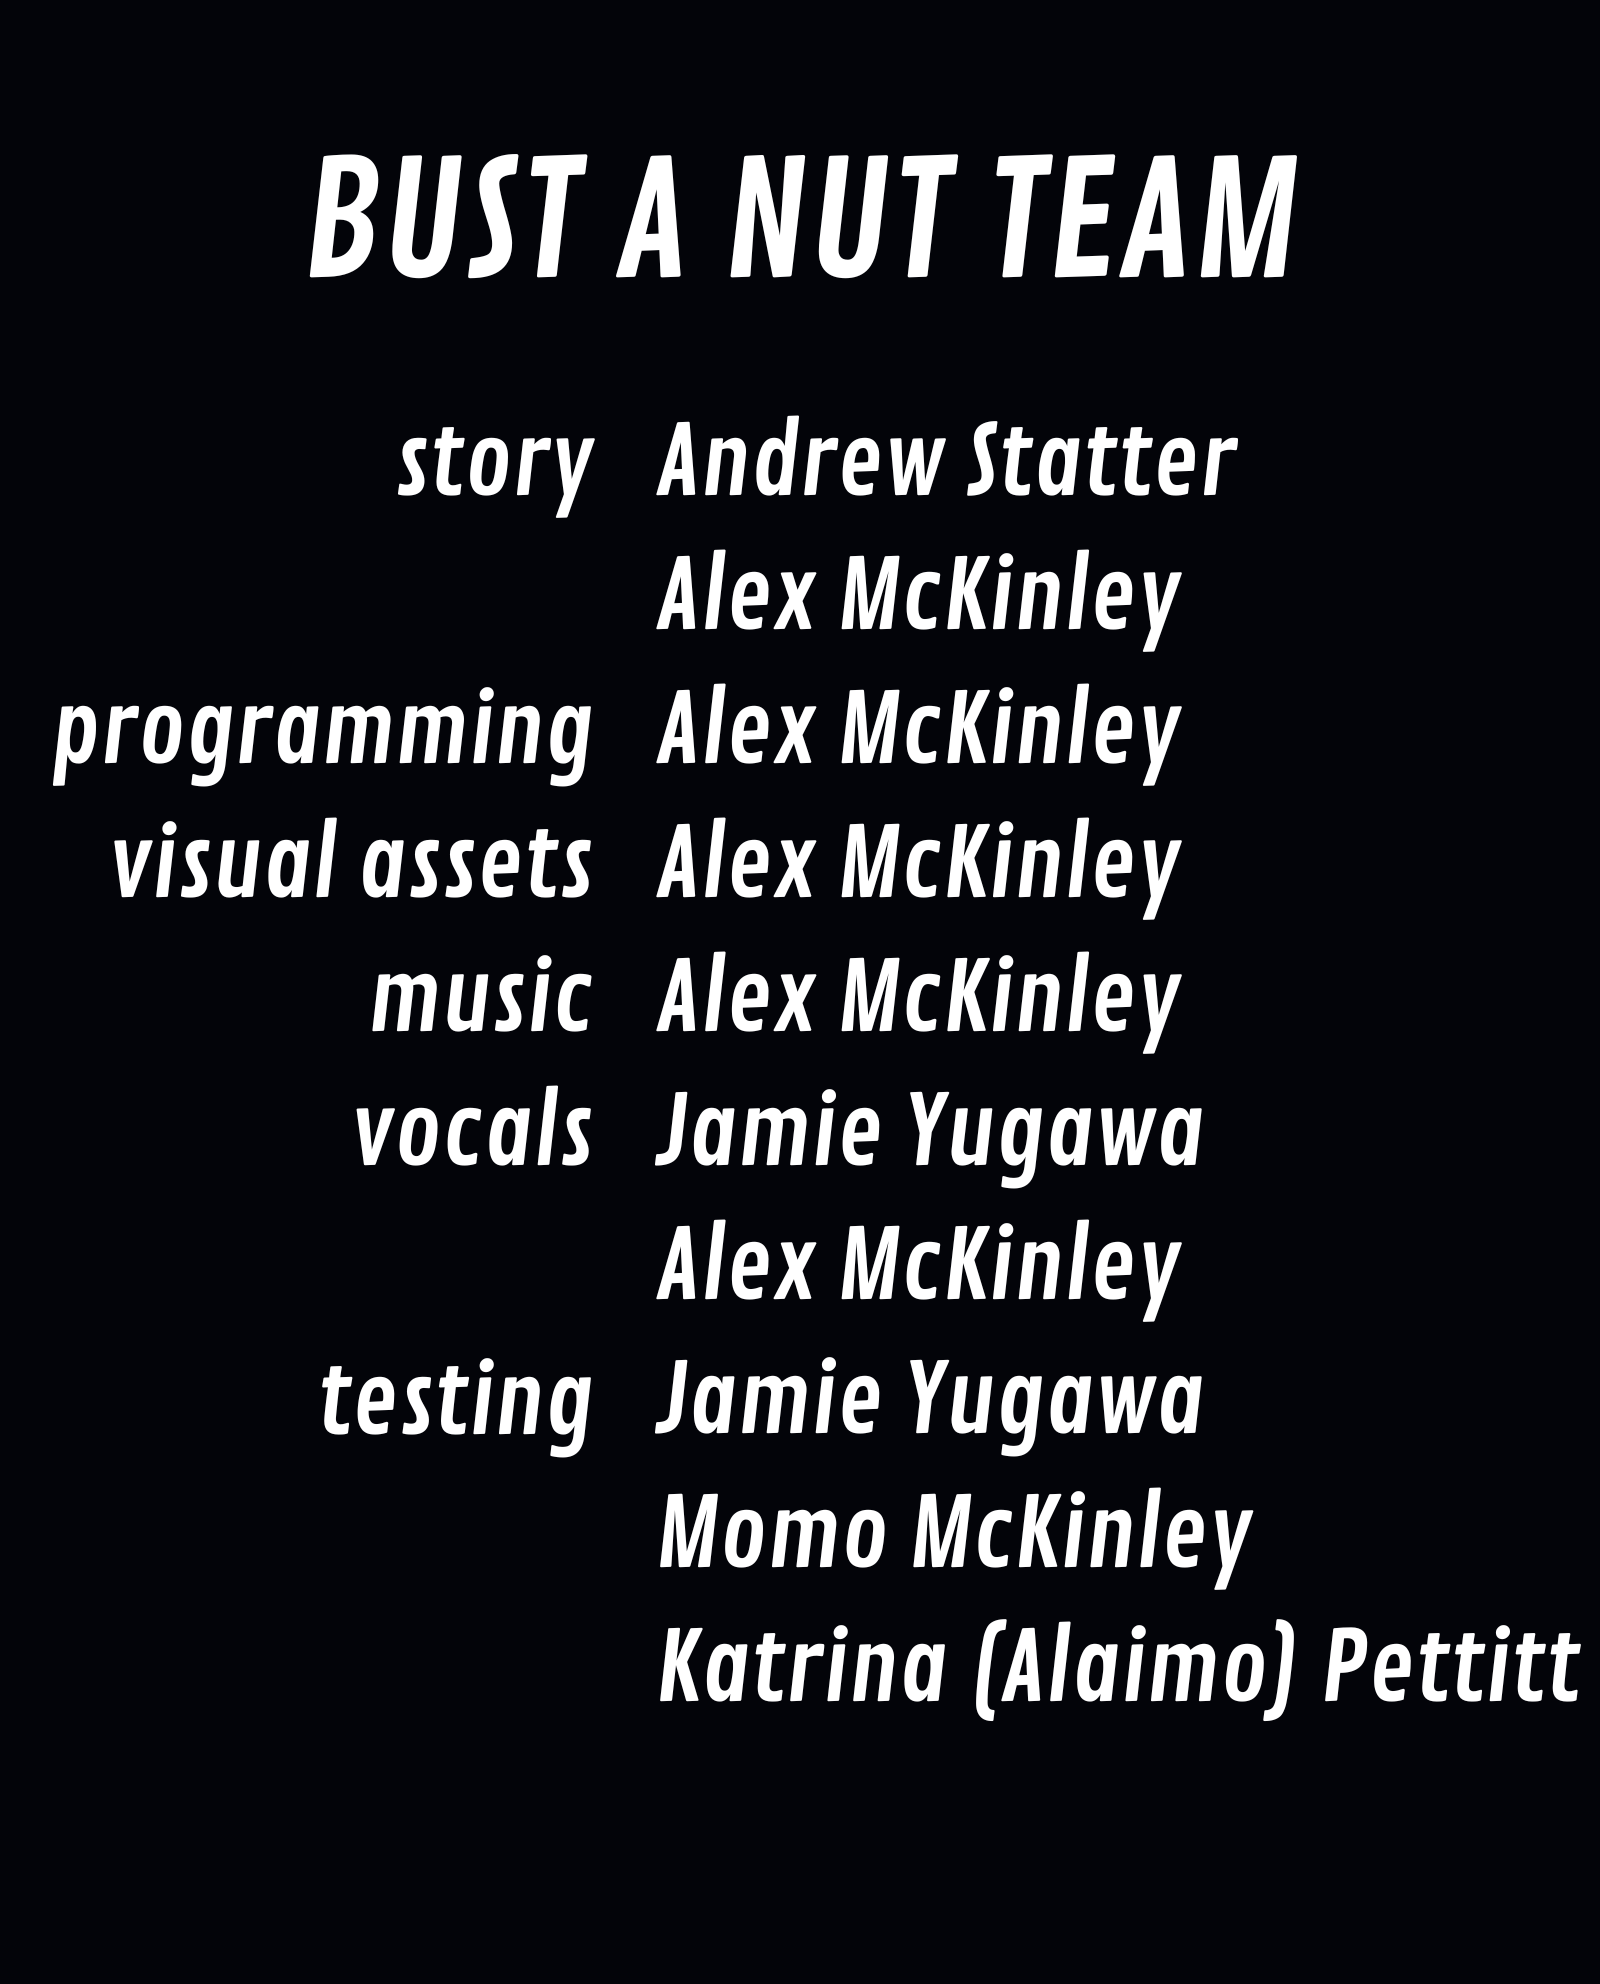 BUST A NUT TEAM
story Andrew Statter
Alex McKinley
programming Alex McKinley
visual assets Alex McKinley
music Alex McKinley
vocals Jamie Yugawa
Alex McKinley
testing Jamie Yugawa
Momo McKinley
Katrina (Alaimo) Pettitt